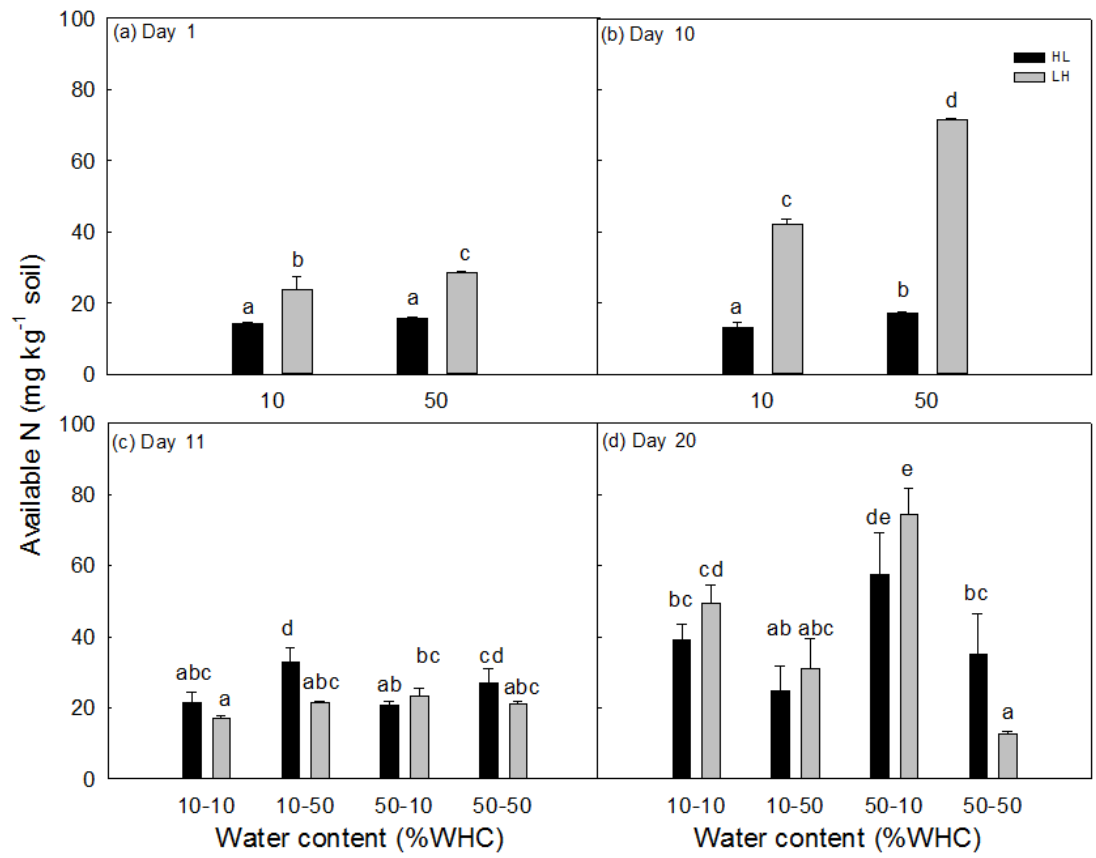 Available N (mg kg⁻¹ soil)
(a) Day 1
100
80
60
40
20
0
a
b
a
c
10
50
(b) Day 10
HL
LH
a
c
b
d
10
50
(c) Day 11
100
80
60
40
20
0
abc
a
d
abc
ab
bc
cd
abc
10-10
10-50
50-10
50-50
Water content (%WHC)
(d) Day 20
bc
cd
ab
abc
de
e
bc
a
10-10
10-50
50-10
50-50
Water content (%WHC)